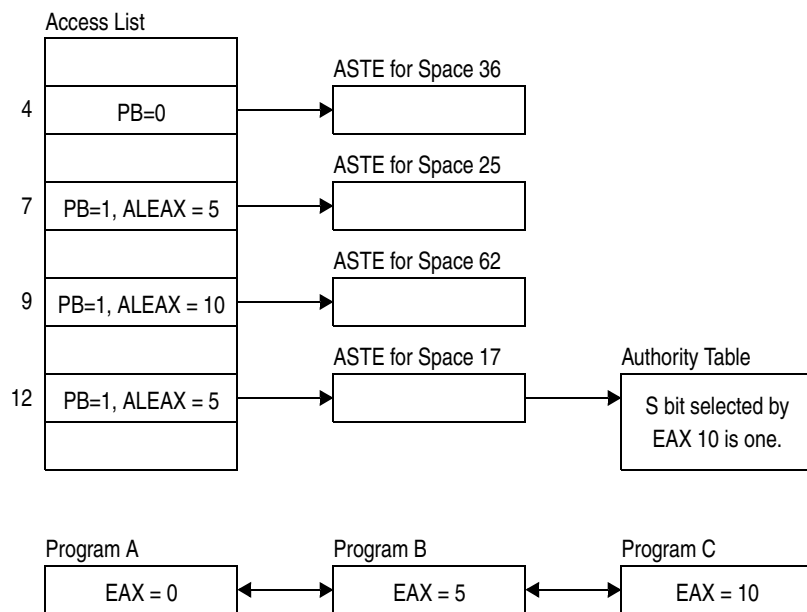 Access List
ASTE for Space 36
4
PB=0
ASTE for Space 25
7
PB=1, ALEAX = 5
ASTE for Space 62
9
PB=1, ALEAX = 10
ASTE for Space 17
Authority Table
12
PB=1, ALEAX = 5
S bit selected by
EAX 10 is one.
Program A
Program B
Program C
EAX = 0
EAX = 5
EAX = 10